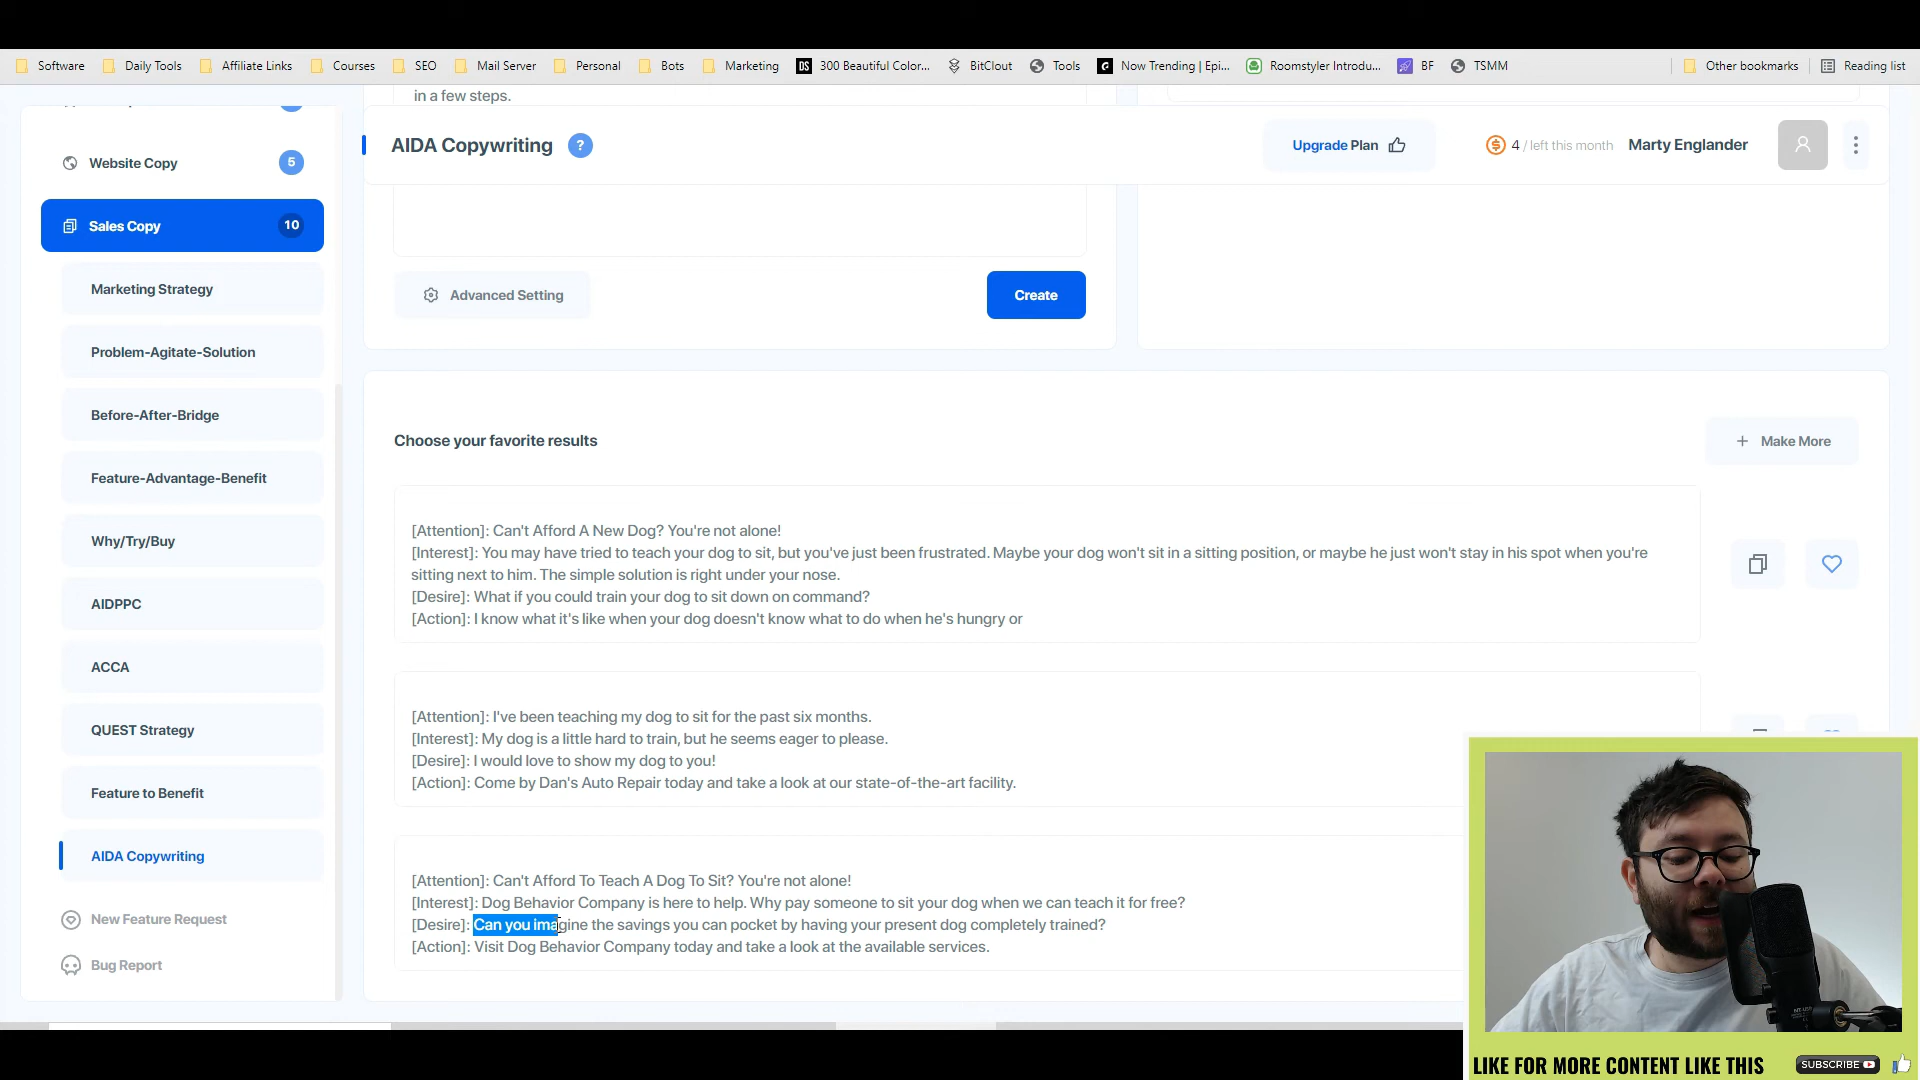 Software
Daily Tools
Affiliate Links
Courses
SEO
Mail Server
Personal
Bots
Marketing
DS 300 Beautiful Color...
BitClout
Tools
Now Trending | Epi...
Roomstyler Introdu...
BF
TSMM
Other bookmarks
Reading list
in a few steps.
AIDA Copywriting ?
Upgrade Plan
4 / left this month
Marty Englander
Website Copy 5
Sales Copy 10
Marketing Strategy
Problem-Agitate-Solution
Before-After-Bridge
Feature-Advantage-Benefit
Why/Try/Buy
AIDPPC
ACCA
QUEST Strategy
Feature to Benefit
AIDA Copywriting
New Feature Request
Bug Report
Advanced Setting
Create
Choose your favorite results
+ Make More
[Attention]: Can't Afford A New Dog? You're not alone!
[Interest]: You may have tried to teach your dog to sit, but you've just been frustrated. Maybe your dog won't sit in a sitting position, or maybe he just won't stay in his spot when you're
sitting next to him. The simple solution is right under your nose.
[Desire]: What if you could train your dog to sit down on command?
[Action]: I know what it's like when your dog doesn't know what to do when he's hungry or
[Attention]: I've been teaching my dog to sit for the past six months.
[Interest]: My dog is a little hard to train, but he seems eager to please.
[Desire]: I would love to show my dog to you!
[Action]: Come by Dan's Auto Repair today and take a look at our state-of-the-art facility.
[Attention]: Can't Afford To Teach A Dog To Sit? You're not alone!
[Interest]: Dog Behavior Company is here to help. Why pay someone to sit your dog when we can teach it for free?
[Desire]: Can you imagine the savings you can pocket by having your present dog completely trained?
[Action]: Visit Dog Behavior Company today and take a look at the available services.
LIKE FOR MORE CONTENT LIKE THIS
SUBSCRIBE